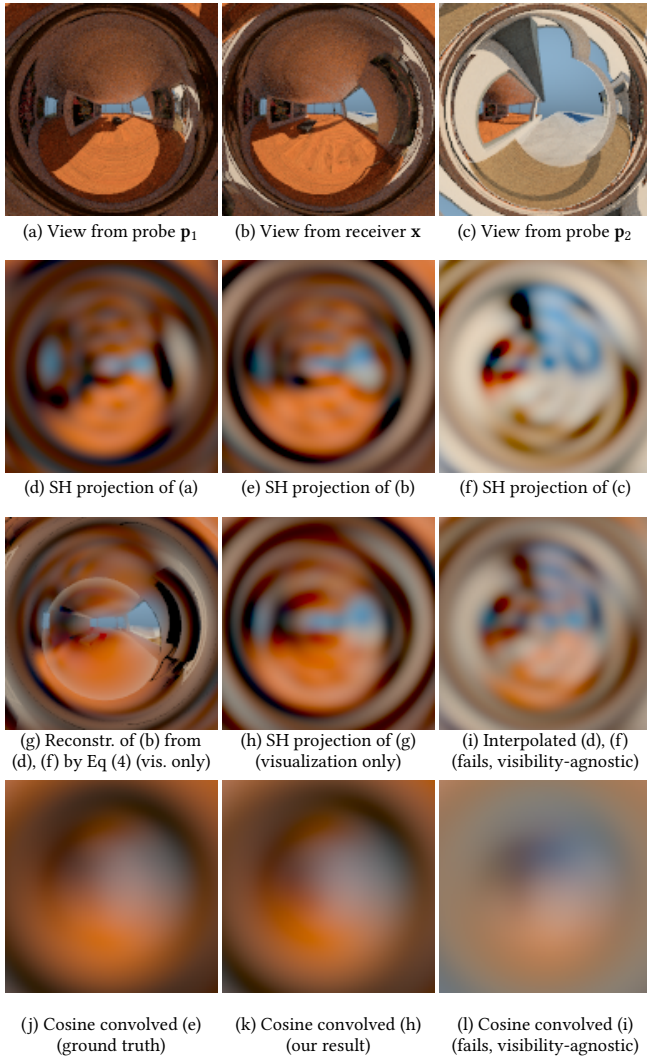 (a) View from probe p₁
(b) View from receiver x
(c) View from probe p₂
(d) SH projection of (a)
(e) SH projection of (b)
(f) SH projection of (c)
(g) Reconstr. of (b) from
(d), (f) by Eq (4) (vis. only)
(h) SH projection of (g)
(visualization only)
(i) Interpolated (d), (f)
(fails, visibility-agnostic)
(j) Cosine convolved (e)
(ground truth)
(k) Cosine convolved (h)
(our result)
(l) Cosine convolved (i)
(fails, visibility-agnostic)